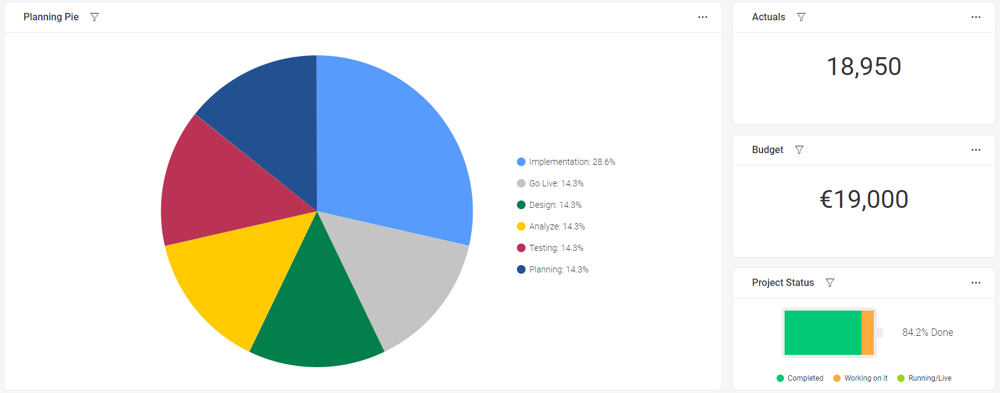 Planning Pie
Implementation: 28.6%
Go Live: 14.3%
Design: 14.3%
Analyze: 14.3%
Testing: 14.3%
Planning: 14.3%
Actuals
18,950
Budget
€19,000
Project Status
84.2% Done
Completed Working on it Running/Live